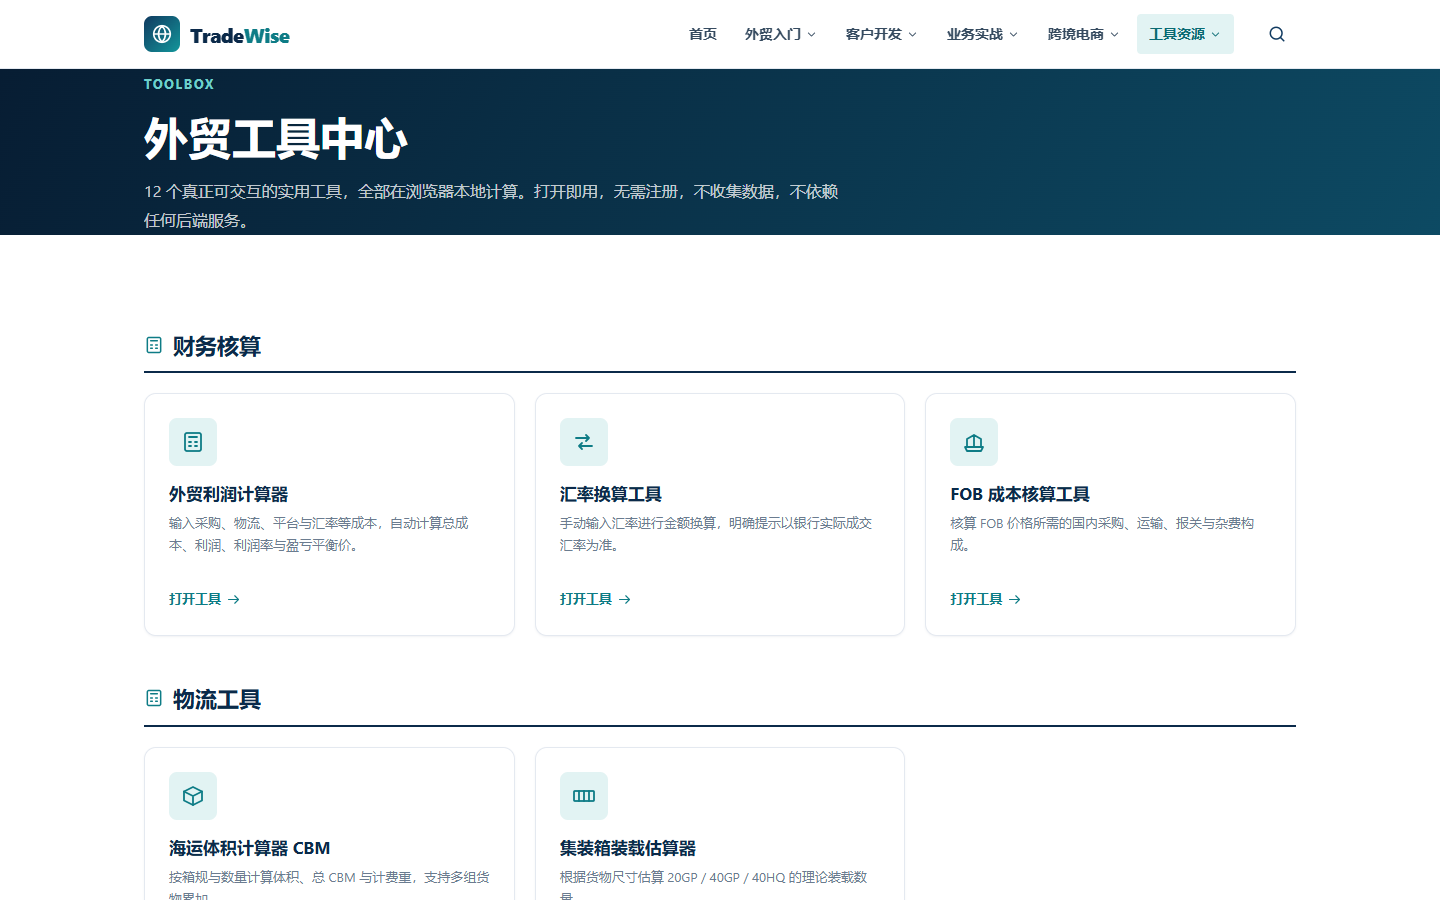 TradeWise
首页 外贸入门 客户开发 业务实战 跨境电商 工具资源
TOOLBOX
外贸工具中心
12 个真正可交互的实用工具，全部在浏览器本地计算。打开即用，无需注册，不收集数据，不依赖
任何后端服务。
财务核算
外贸利润计算器
输入采购、物流、平台与汇率等成本，自动计算总成
本、利润、利润率与盈亏平衡价。
打开工具 →
汇率换算工具
手动输入汇率进行金额换算，明确提示以银行实际成交
汇率为准。
打开工具 →
FOB 成本核算工具
核算 FOB 价格所需的国内采购、运输、报关与杂费构
成。
打开工具 →
物流工具
海运体积计算器 CBM
按箱规与数量计算体积、总 CBM 与计费重，支持多组货
物累加。
集装箱装载估算器
根据货物尺寸估算 20GP / 40GP / 40HQ 的理论装载数
量。